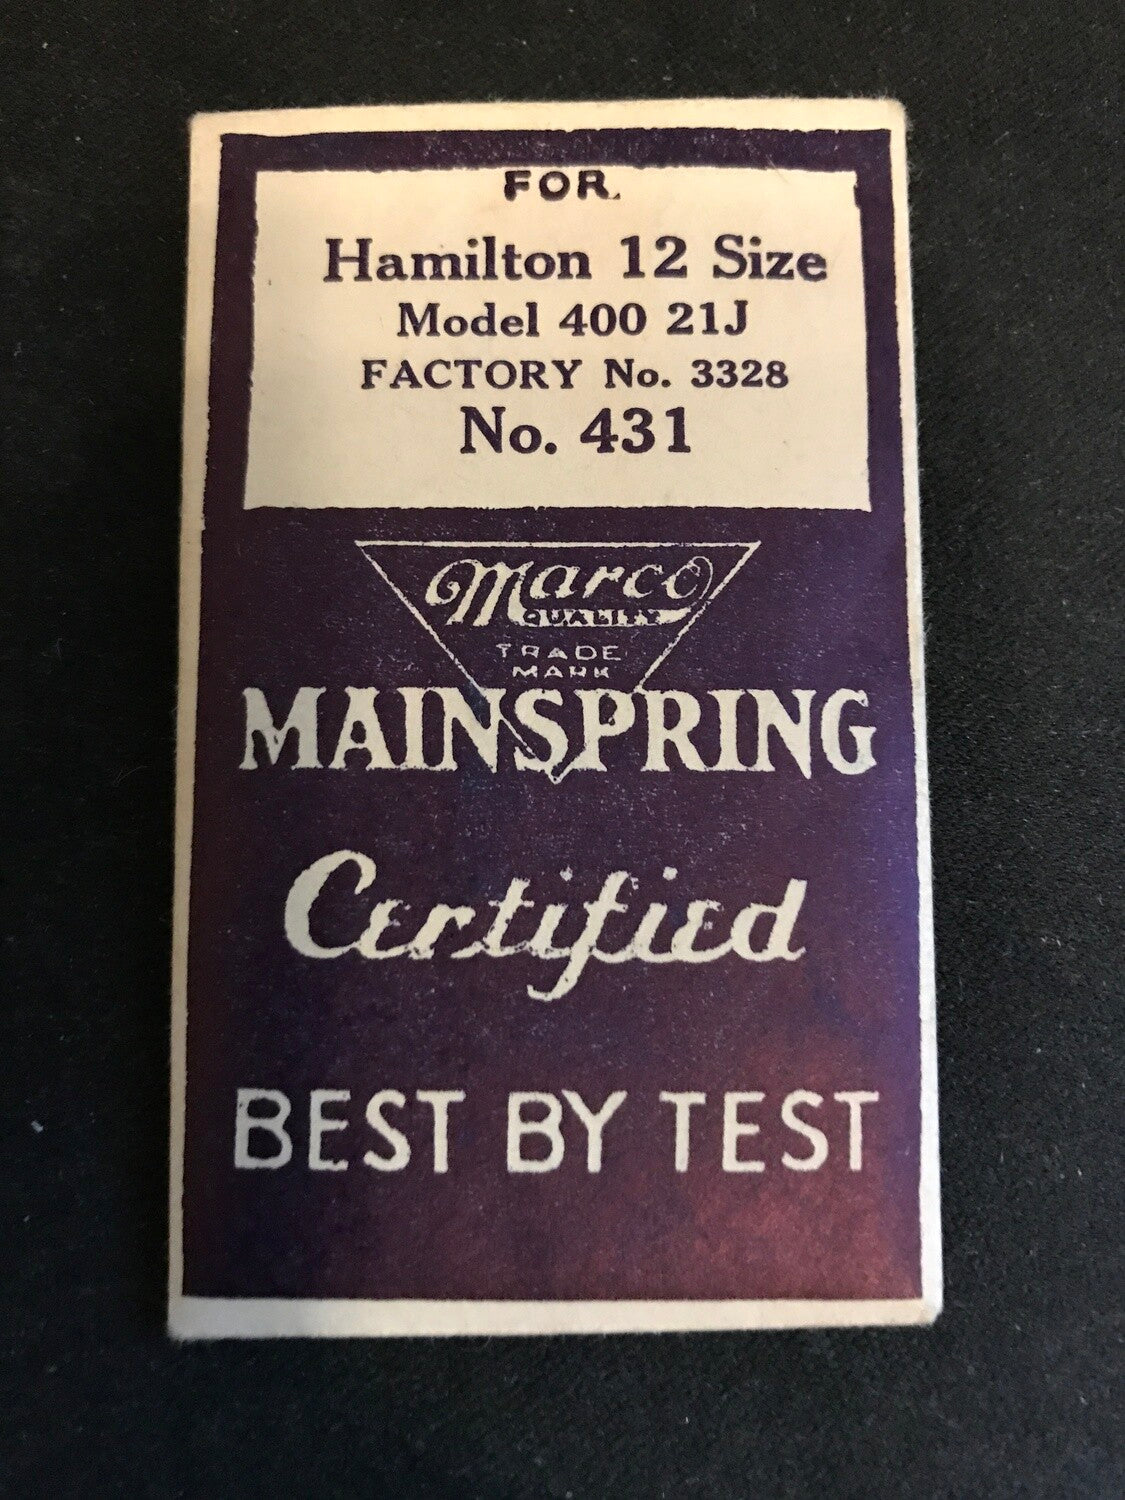 FOR.
Hamilton 12 Size
Model 400 21J
FACTORY No. 3328
No. 431
Marco
QUALITY
TRADE
MARK
MAINSPRING
Certified
BEST BY TEST